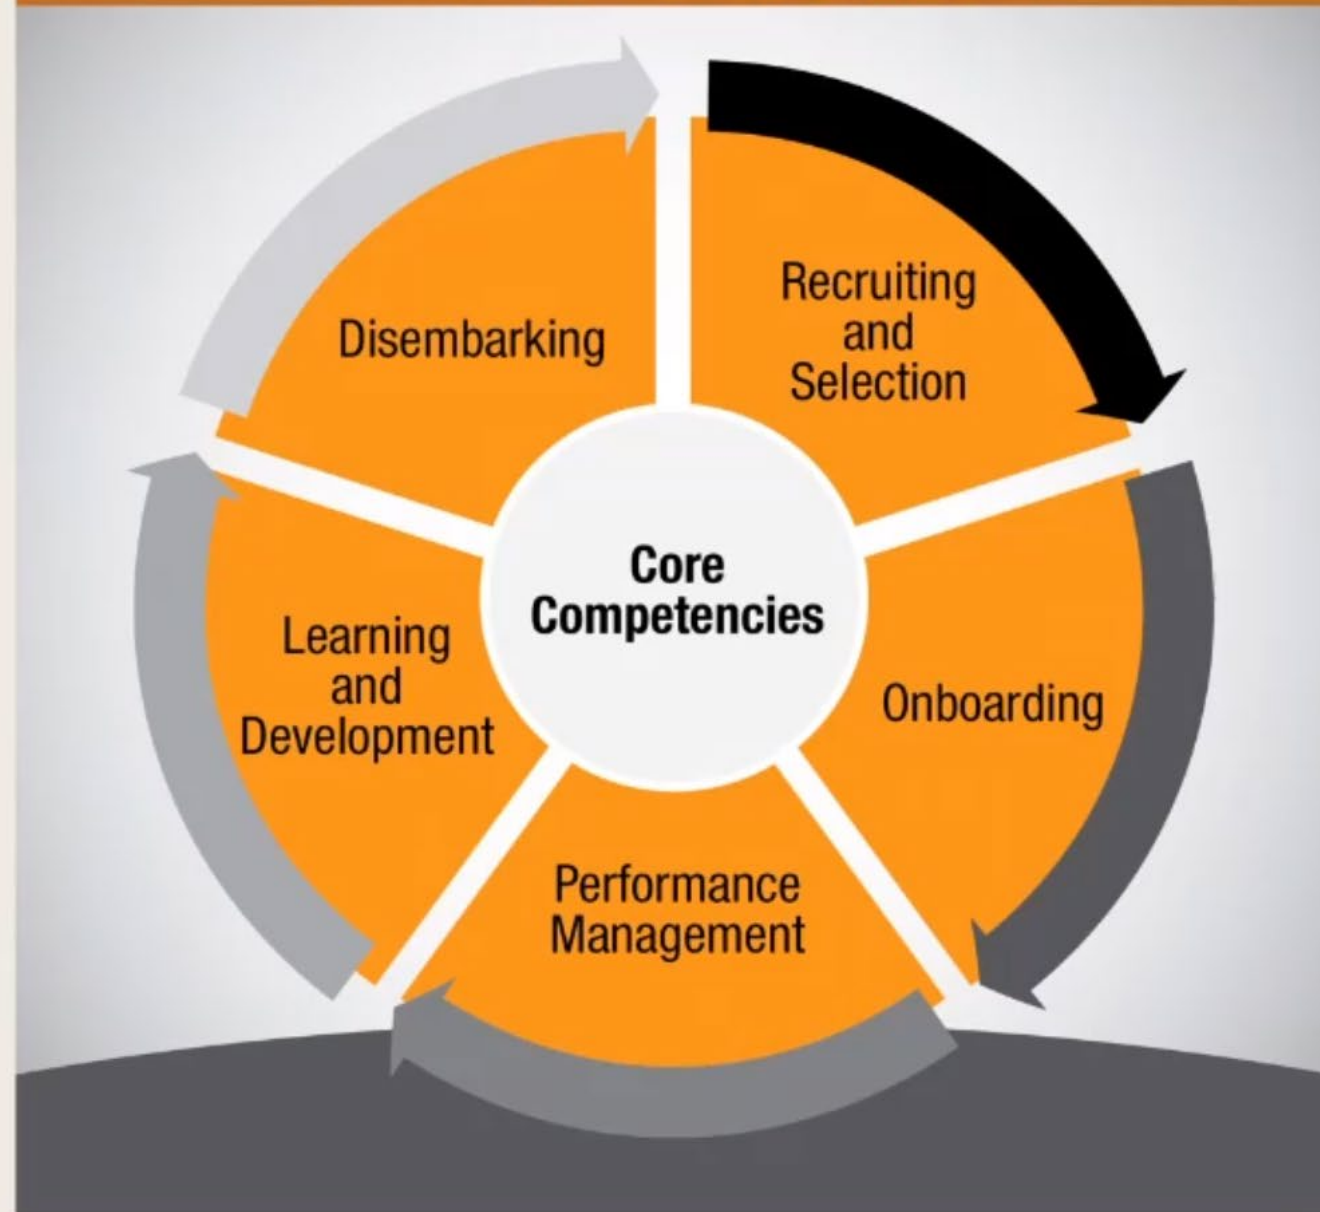 Disembarking
Recruiting
and
Selection
Core
Competencies
Learning
and
Development
Onboarding
Performance
Management